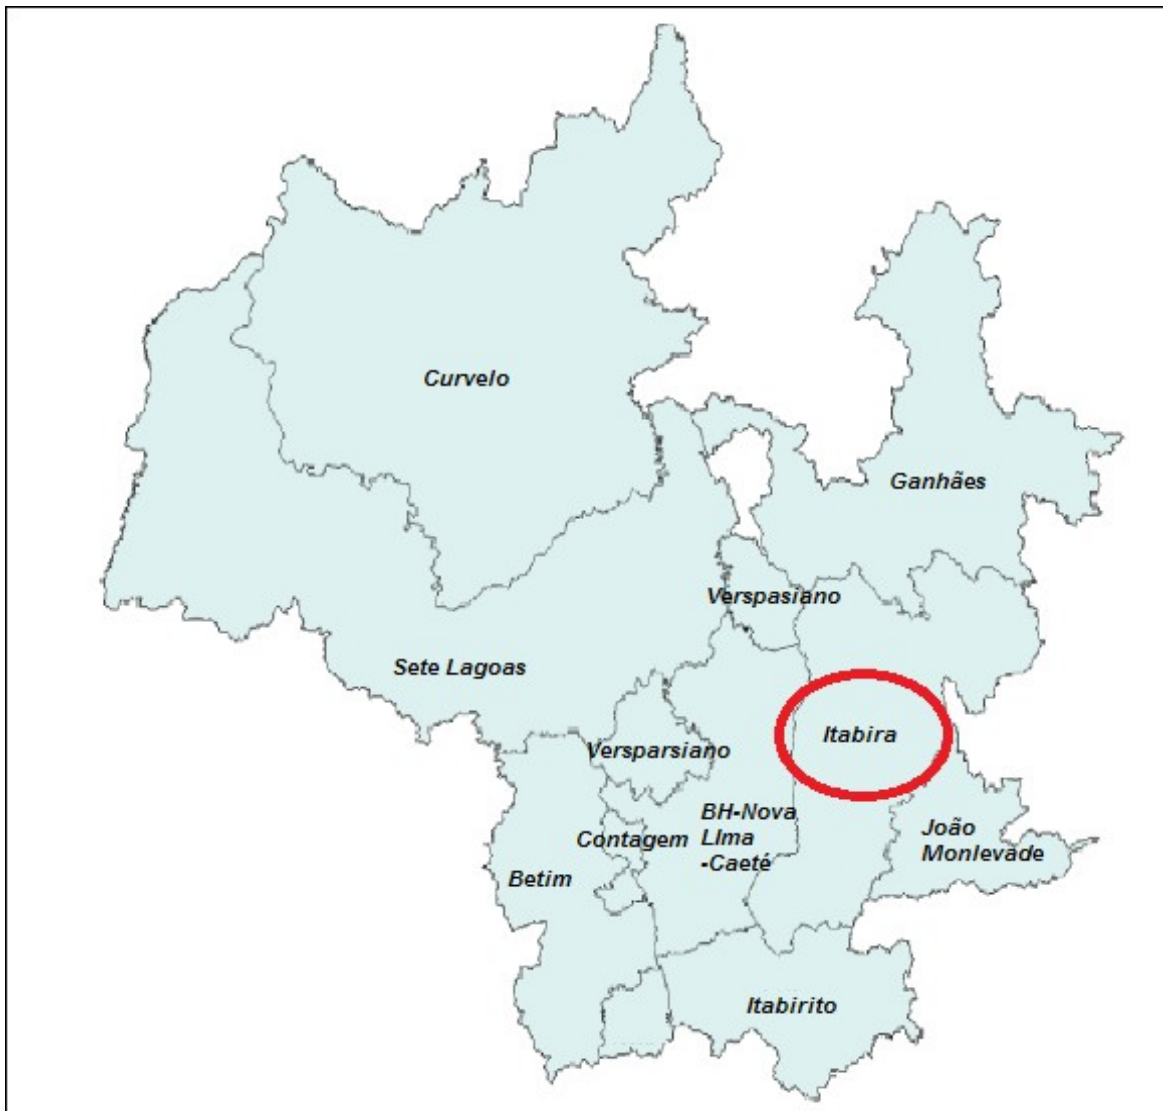 Curvelo
Ganhães
Verspasiano
Sete Lagoas
Itabira
Versparsiano
BH-Nova
LIma
-Caeté
Contagem
João
Monlevade
Betim
Itabirito